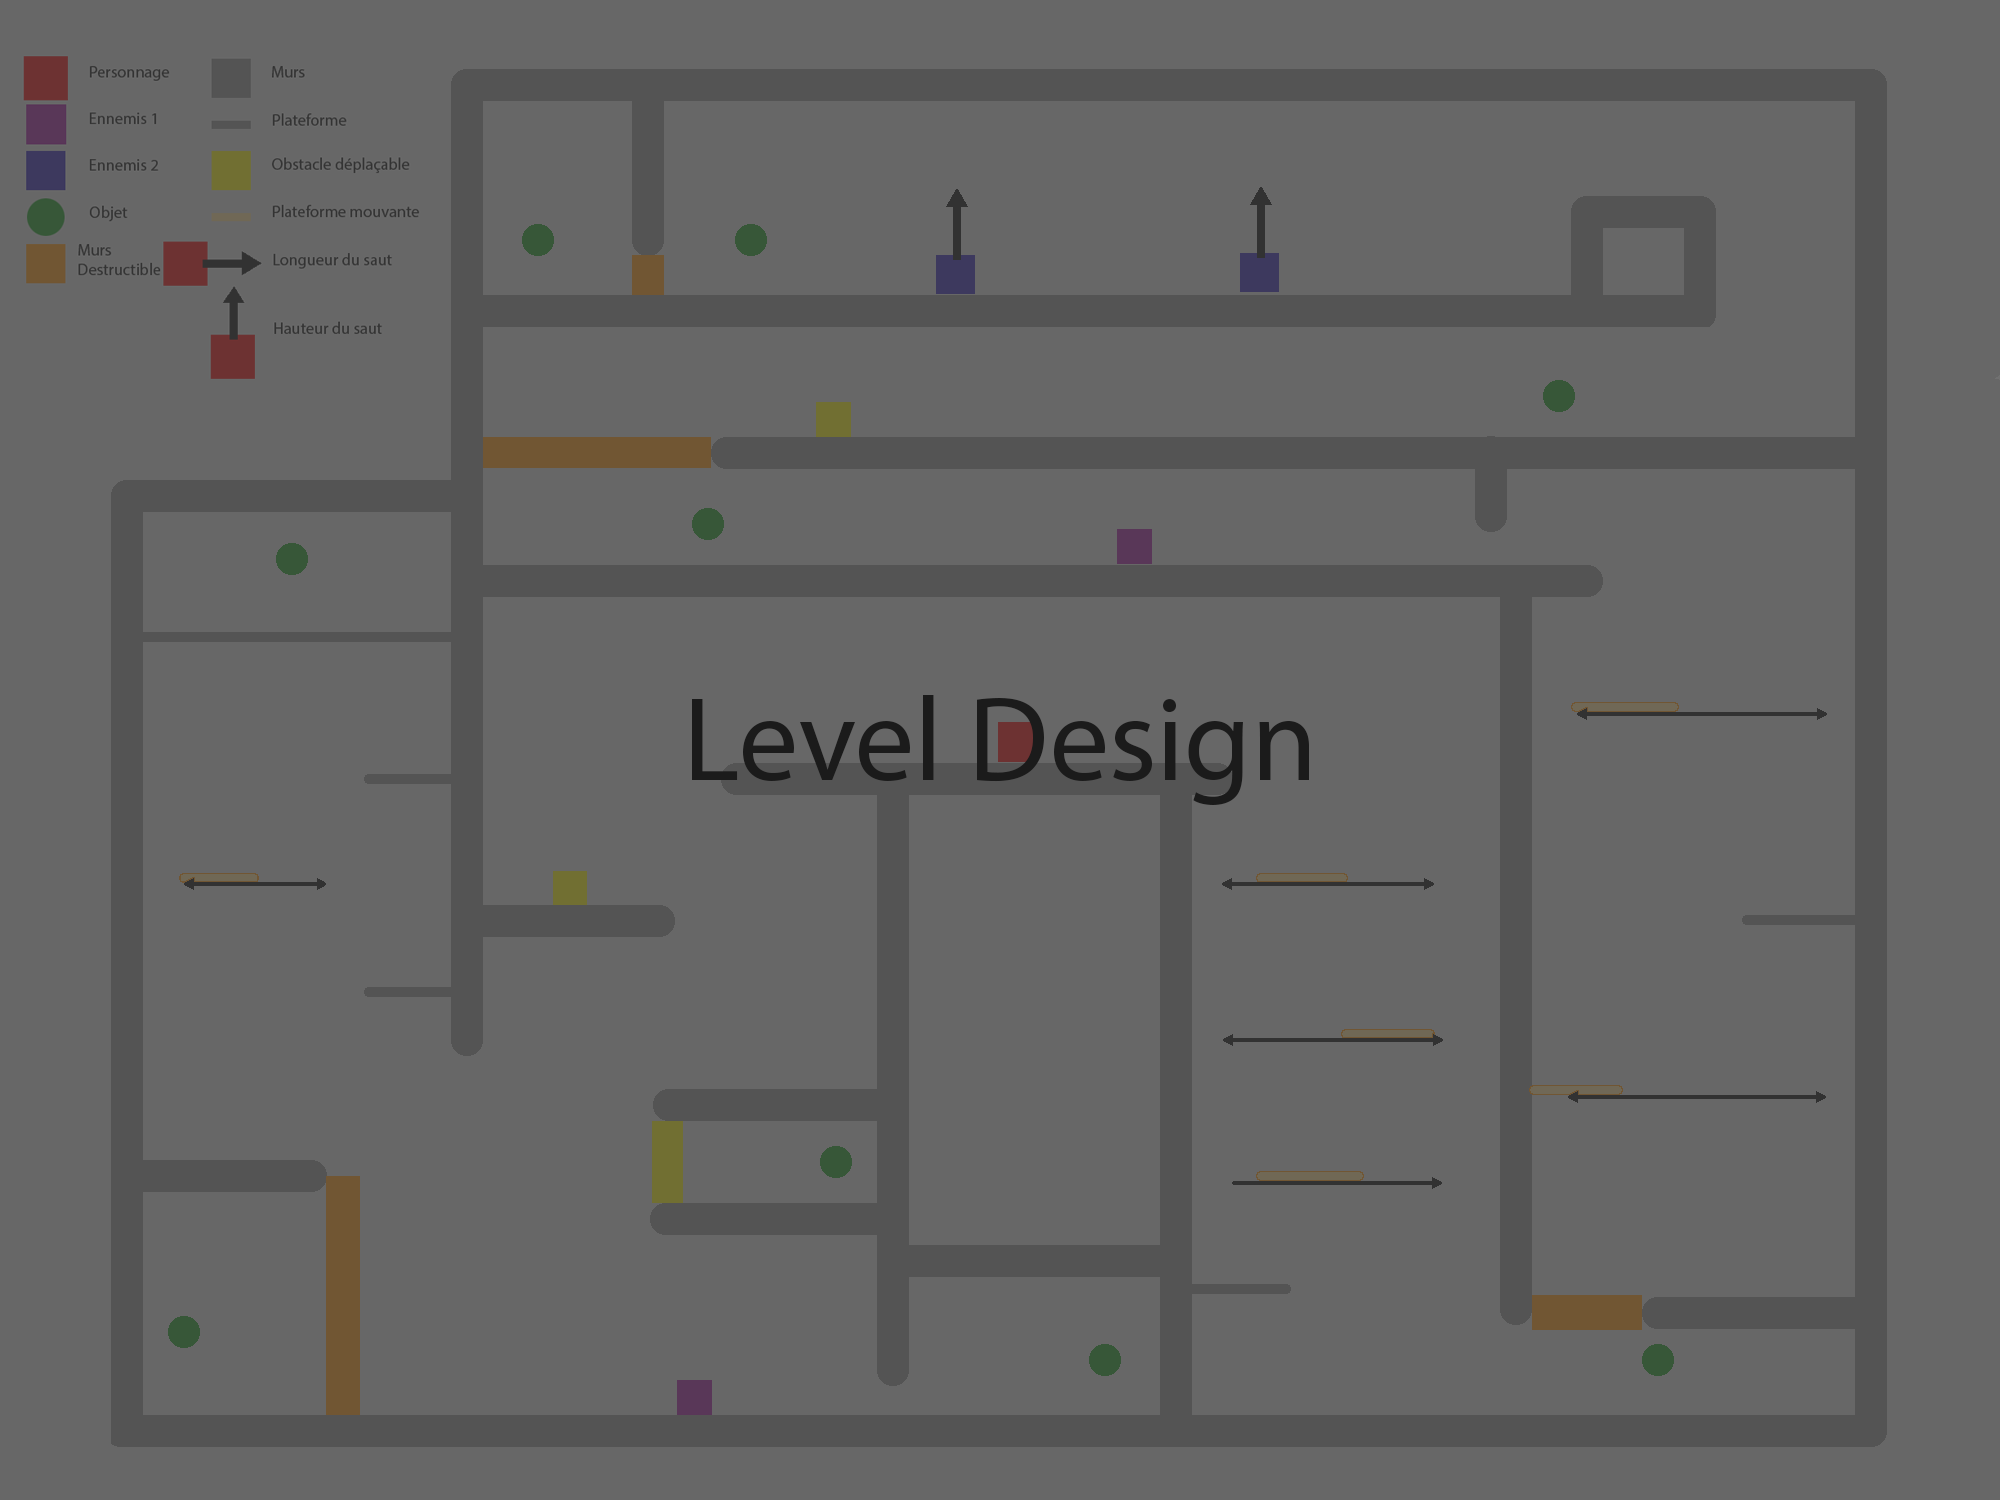 Personnage
Murs
Ennemis 1
Plateforme
Ennemis 2
Obstacle déplaçable
Objet
Plateforme mouvante
Murs
Destructible
Longueur du saut
Hauteur du saut
Level Design